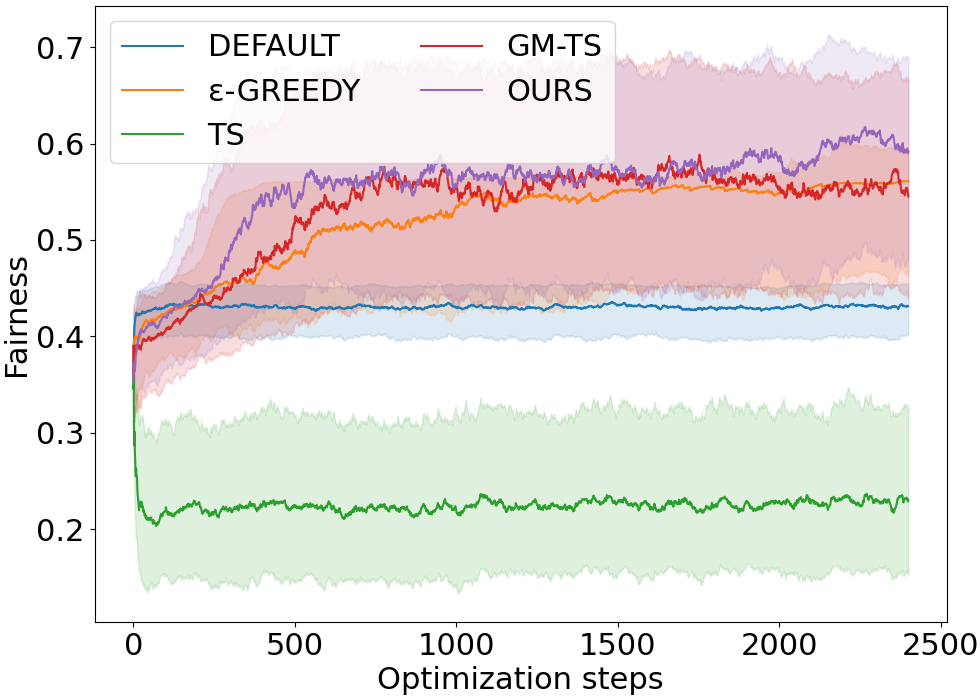 DEFAULT
ε-GREEDY
TS
GM-TS
OURS
Fairness
0.7
0.6
0.5
0.4
0.3
0.2
0
500
1000
1500
2000
2500
Optimization steps